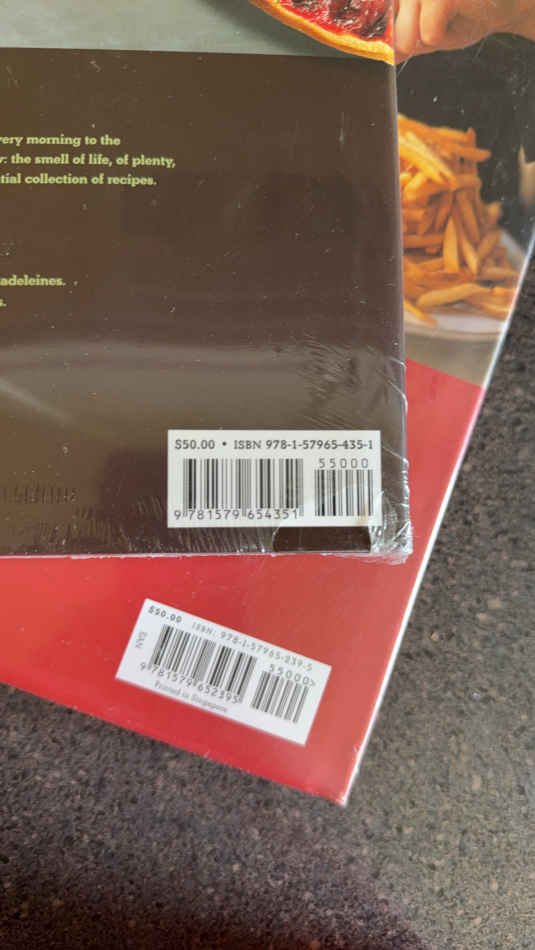 very morning to the
y: the smell of life, of plenty,
tial collection of recipes.
adeleines.
s.
$50.00 • ISBN 978-1-57965-435-1
55000
9 781579 654351
$50.00 ISBN: 978-1-57965-239-5
EAN
55000>
9 781579 652395
Printed in Singapore